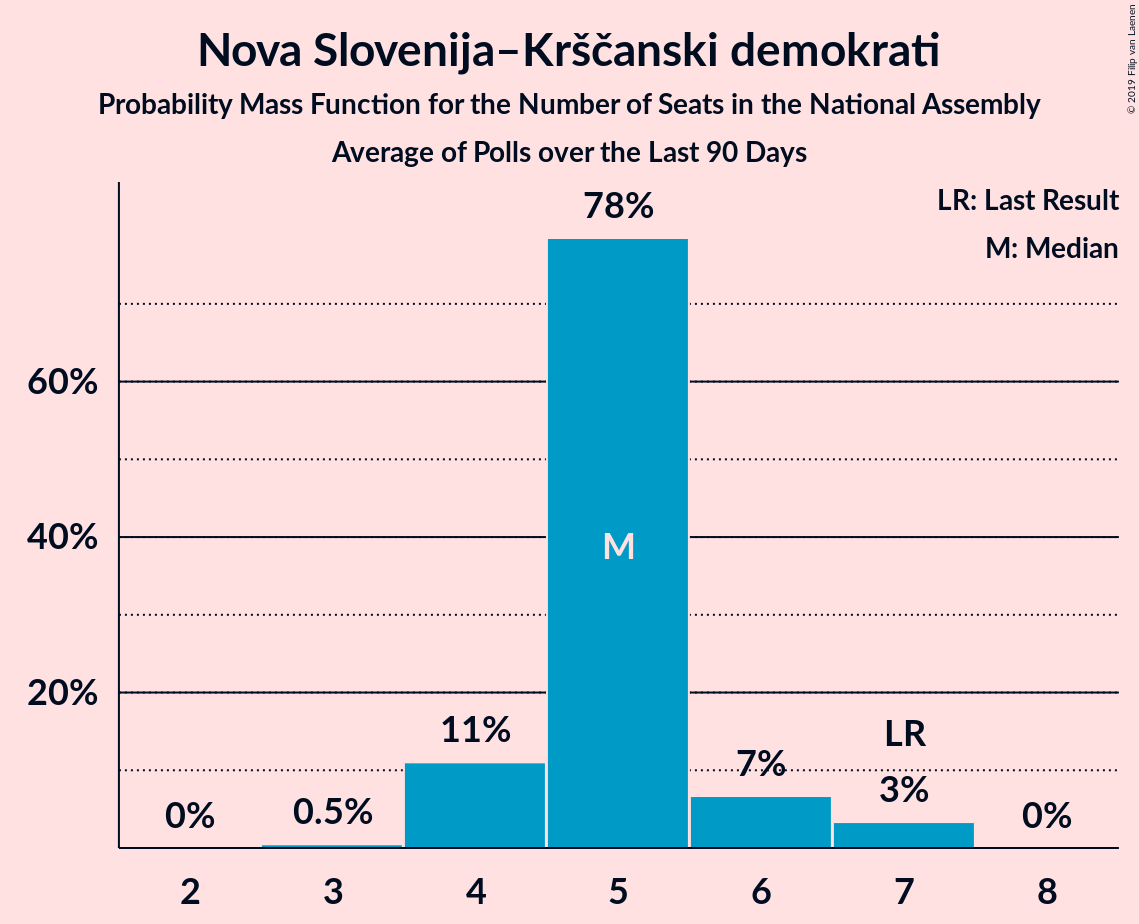 Nova Slovenija–Krščanski demokrati
Probability Mass Function for the Number of Seats in the National Assembly
Average of Polls over the Last 90 Days
© 2019 Filip van Laenen
LR: Last Result
M: Median
78%
60%
40%
20%
M
11%
7%
LR
3%
0%
0.5%
0%
2 3 4 5 6 7 8